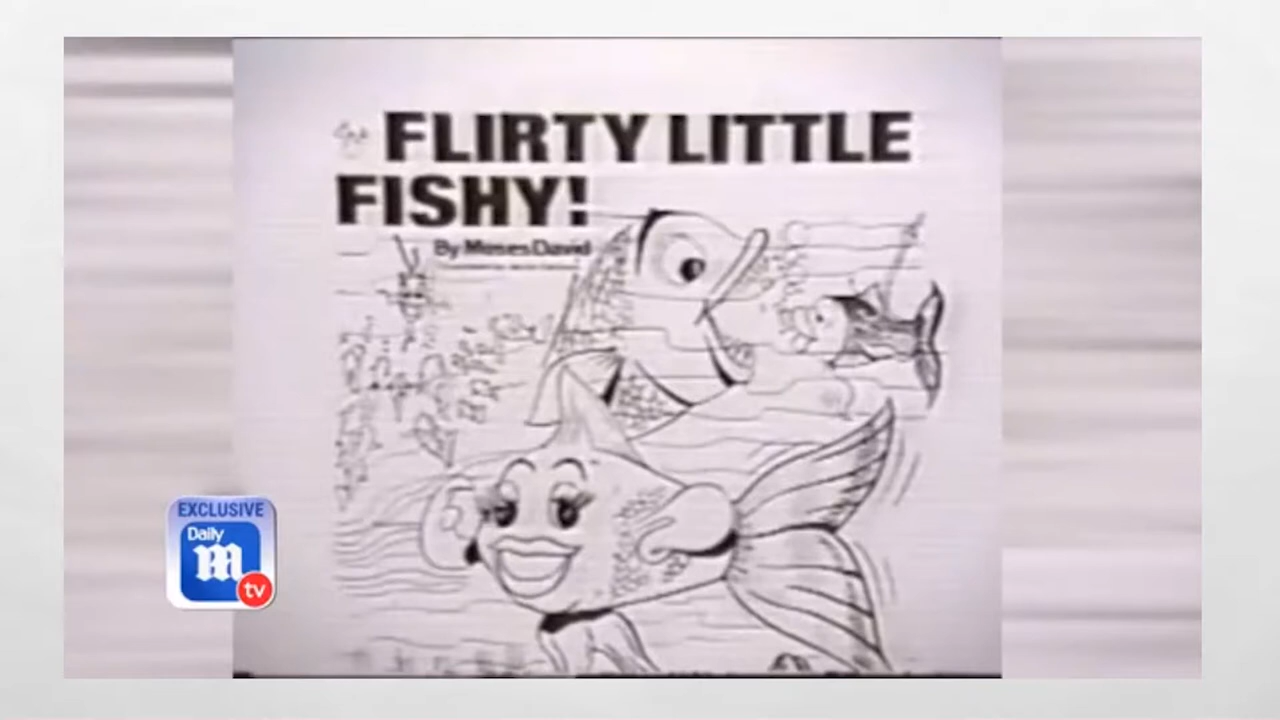 FLIRTY LITTLE
FISHY!
By Moses David
EXCLUSIVE
Daily
m
tv